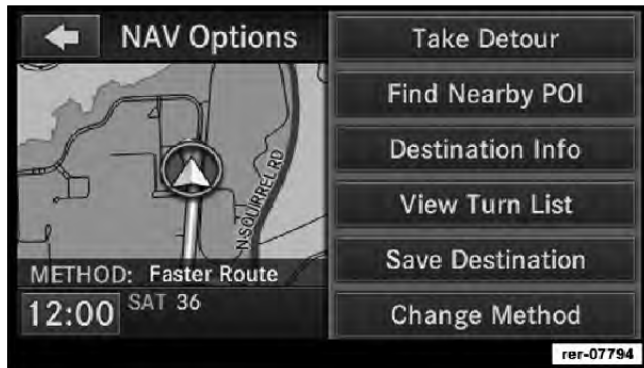 NAV Options
Take Detour
Find Nearby POI
Destination Info
View Turn List
Save Destination
Change Method
N SQUIRREL RD
METHOD: Faster Route
12:00
SAT 36
rer-07794